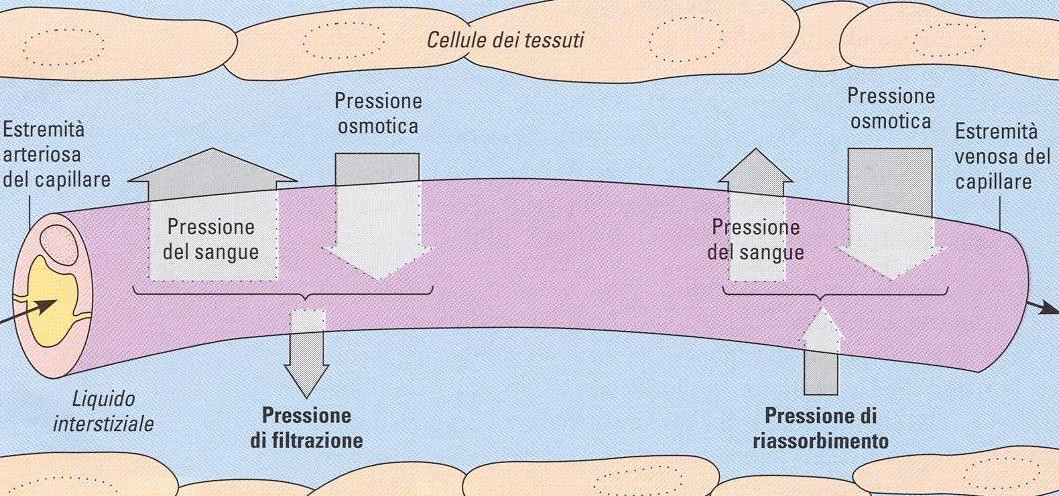 Cellule dei tessuti
Pressione
osmotica
Pressione
osmotica
Estremità
arteriosa
del capillare
Estremità
venosa del
capillare
Pressione
del sangue
Pressione
del sangue
Liquido
interstiziale
Pressione
di filtrazione
Pressione di
riassorbimento